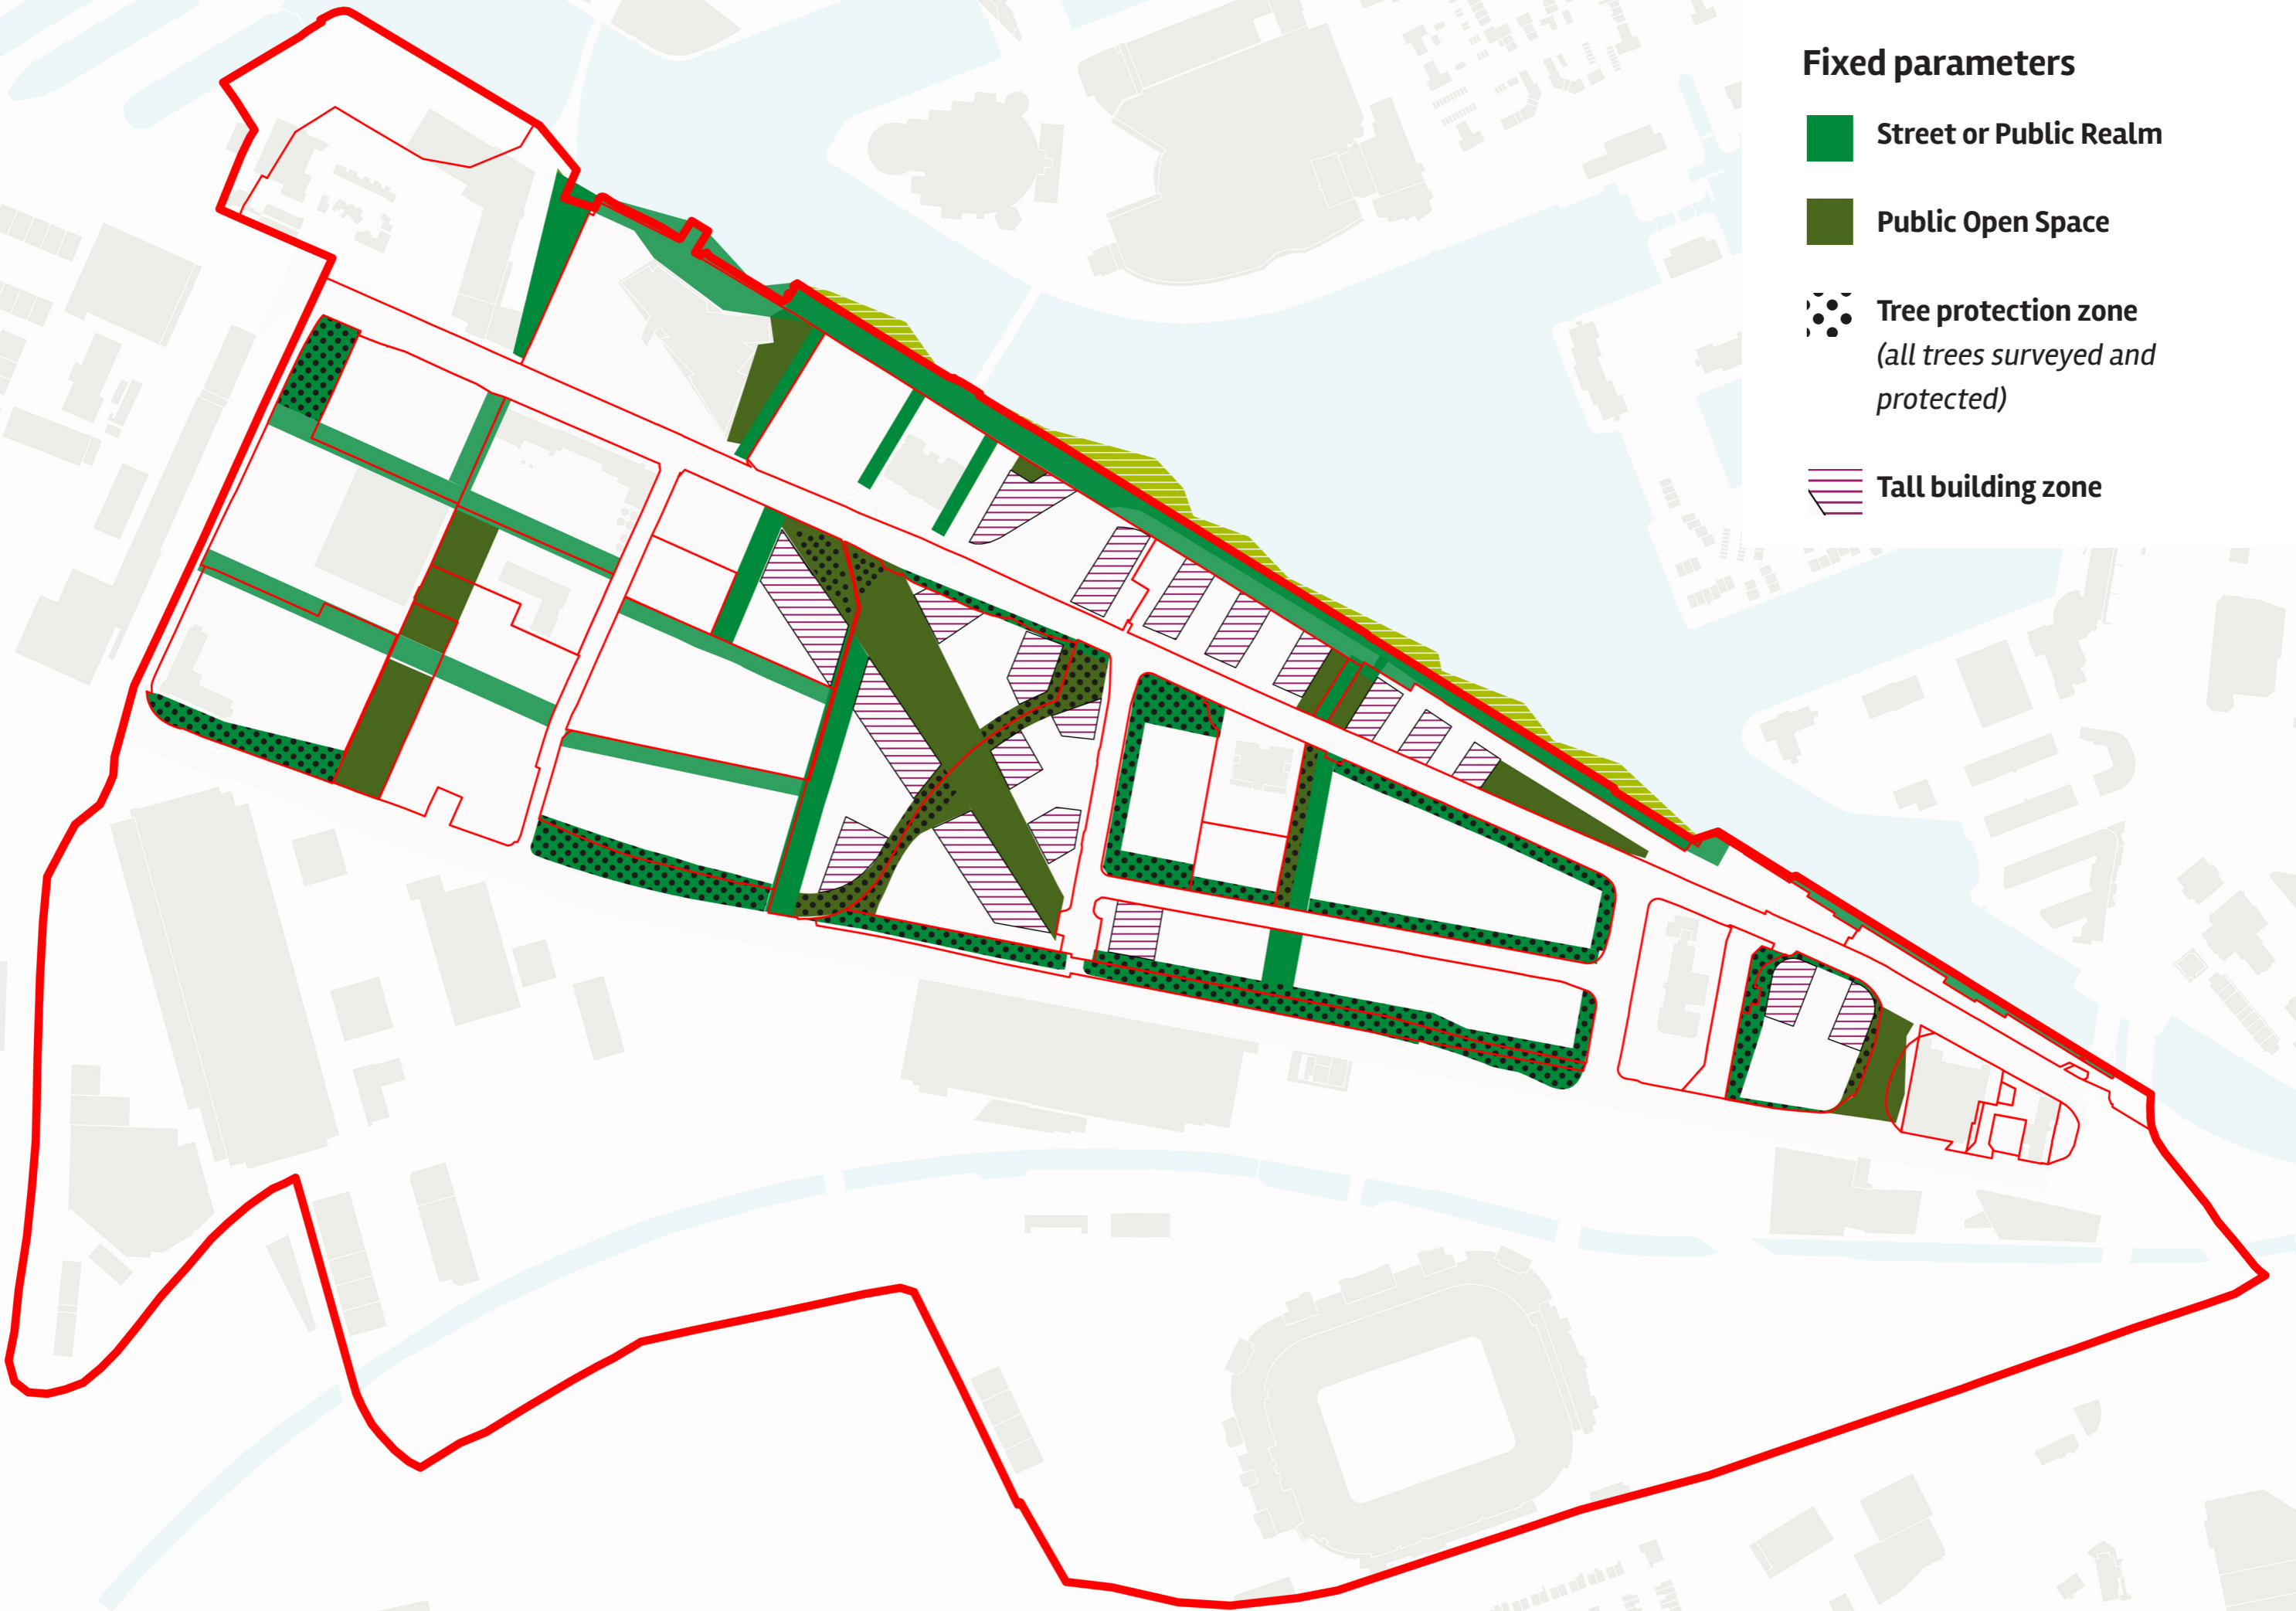 Fixed parameters
Street or Public Realm
Public Open Space
Tree protection zone
(all trees surveyed and
protected)
Tall building zone